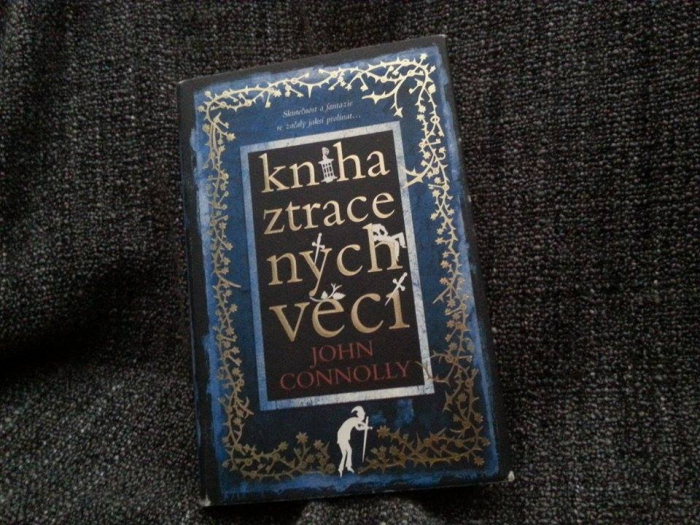 Skutečnost a fantazie
se začaly jaksi prolínat...
kniha
ztrace
ných
věcí
JOHN
CONNOLLY